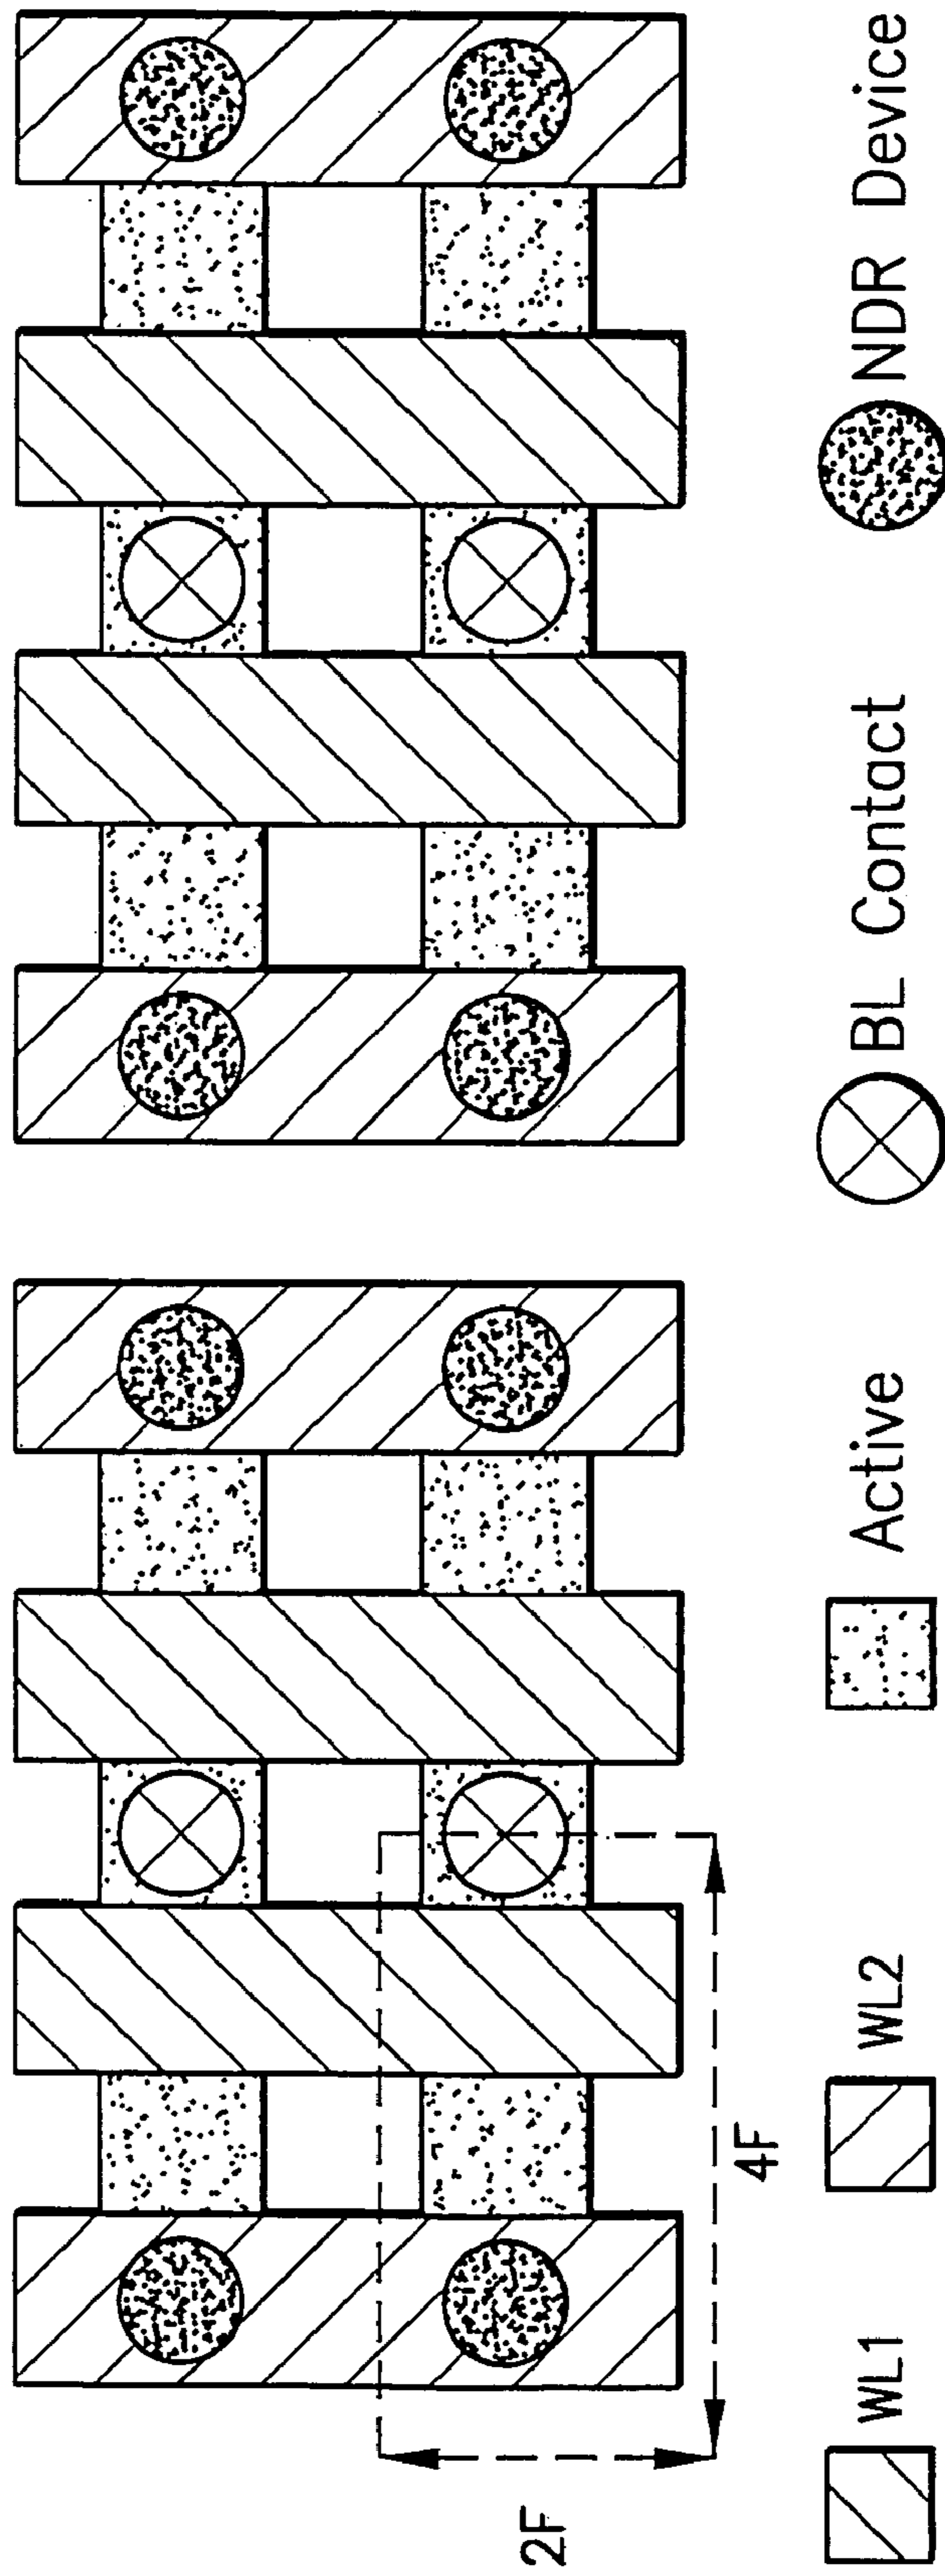 2F
4F
WL1
WL2
Active
BL Contact
NDR Device